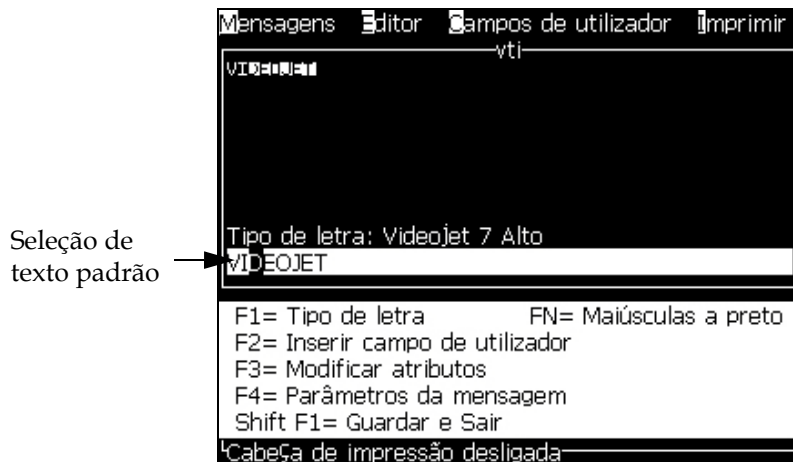 Mensagens Editor Campos de utilizador Imprimir
vti
VIDEOJET
Tipo de letra: Videojet 7 Alto
Seleção de
texto padrão
VIDEOJET
F1= Tipo de letra FN= Maiúsculas a preto
F2= Inserir campo de utilizador
F3= Modificar atributos
F4= Parâmetros da mensagem
Shift F1= Guardar e Sair
Cabeça de impressão desligada